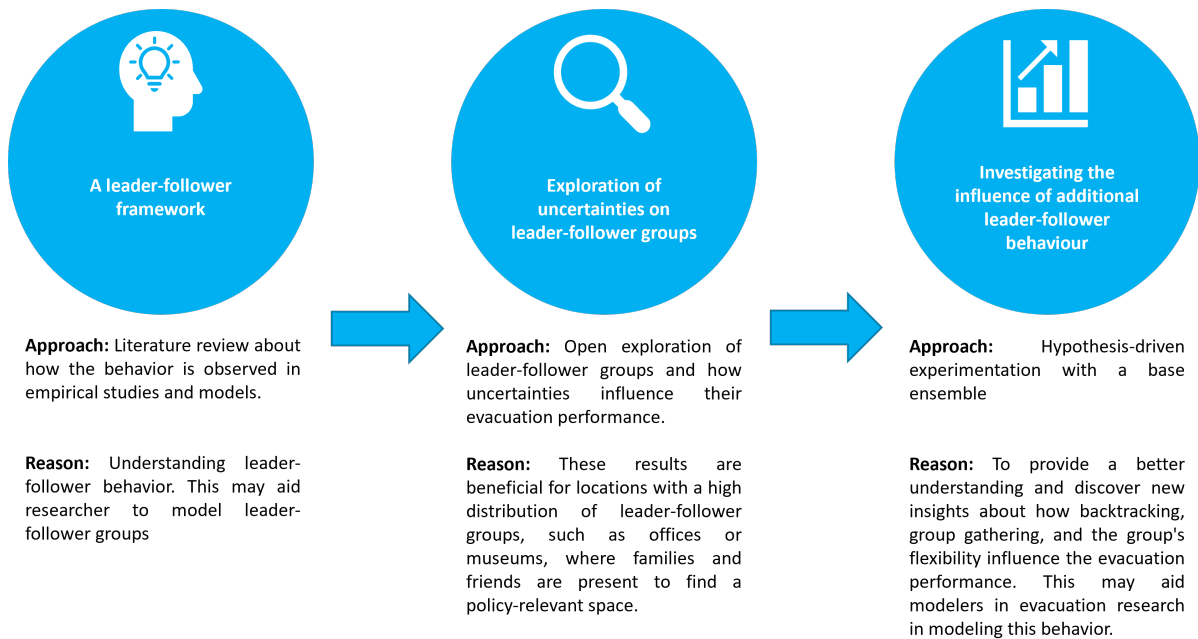 A leader-follower
framework
Approach: Literature review about
how the behavior is observed in
empirical studies and models.
Reason: Understanding leader-
follower behavior. This may aid
researcher to model leader-
follower groups
Exploration of
uncertainties on
leader-follower groups
Approach: Open exploration of
leader-follower groups and how
uncertainties influence their
evacuation performance.
Reason: These results are
beneficial for locations with a high
distribution of leader-follower
groups, such as offices or
museums, where families and
friends are present to find a
policy-relevant space.
Investigating the
influence of additional
leader-follower
behaviour
Approach: Hypothesis-driven
experimentation with a base
ensemble
Reason: To provide a better
understanding and discover new
insights about how backtracking,
group gathering, and the group's
flexibility influence the evacuation
performance. This may aid
modelers in evacuation research
in modeling this behavior.